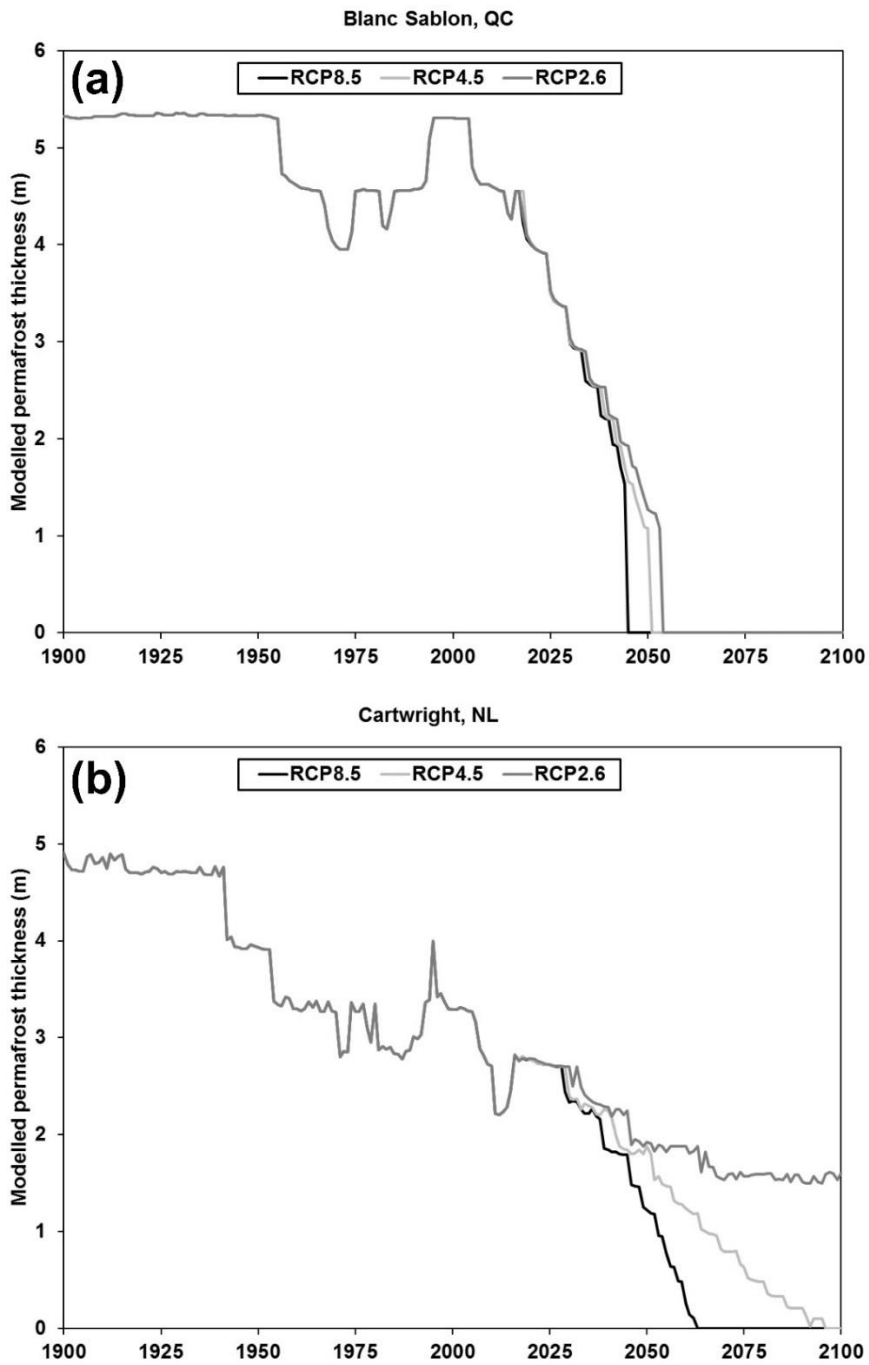 Blanc Sablon, QC
(a)
RCP8.5 RCP4.5 RCP2.6
Modelled permafrost thickness (m)
6
5
4
3
2
1
0
1900 1925 1950 1975 2000 2025 2050 2075 2100
Cartwright, NL
(b)
RCP8.5 RCP4.5 RCP2.6
Modelled permafrost thickness (m)
6
5
4
3
2
1
0
1900 1925 1950 1975 2000 2025 2050 2075 2100